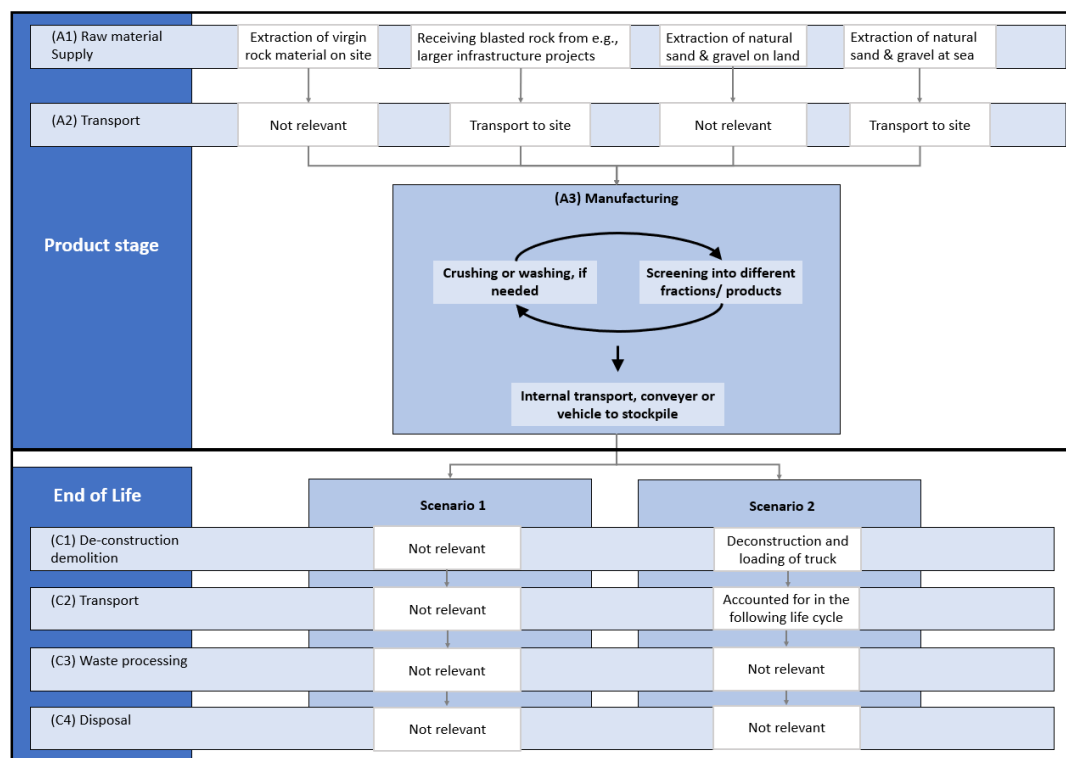 (A1) Raw material
Supply
Extraction of virgin
rock material on site
Receiving blasted rock from e.g.,
larger infrastructure projects
Extraction of natural
sand & gravel on land
Extraction of natural
sand & gravel at sea
(A2) Transport
Not relevant
Transport to site
Not relevant
Transport to site
Product stage
(A3) Manufacturing
Crushing or washing, if
needed
Screening into different
fractions/ products
Internal transport, conveyer or
vehicle to stockpile
End of Life
Scenario 1
Scenario 2
(C1) De-construction
demolition
Not relevant
Deconstruction and
loading of truck
(C2) Transport
Not relevant
Accounted for in the
following life cycle
(C3) Waste processing
Not relevant
Not relevant
(C4) Disposal
Not relevant
Not relevant